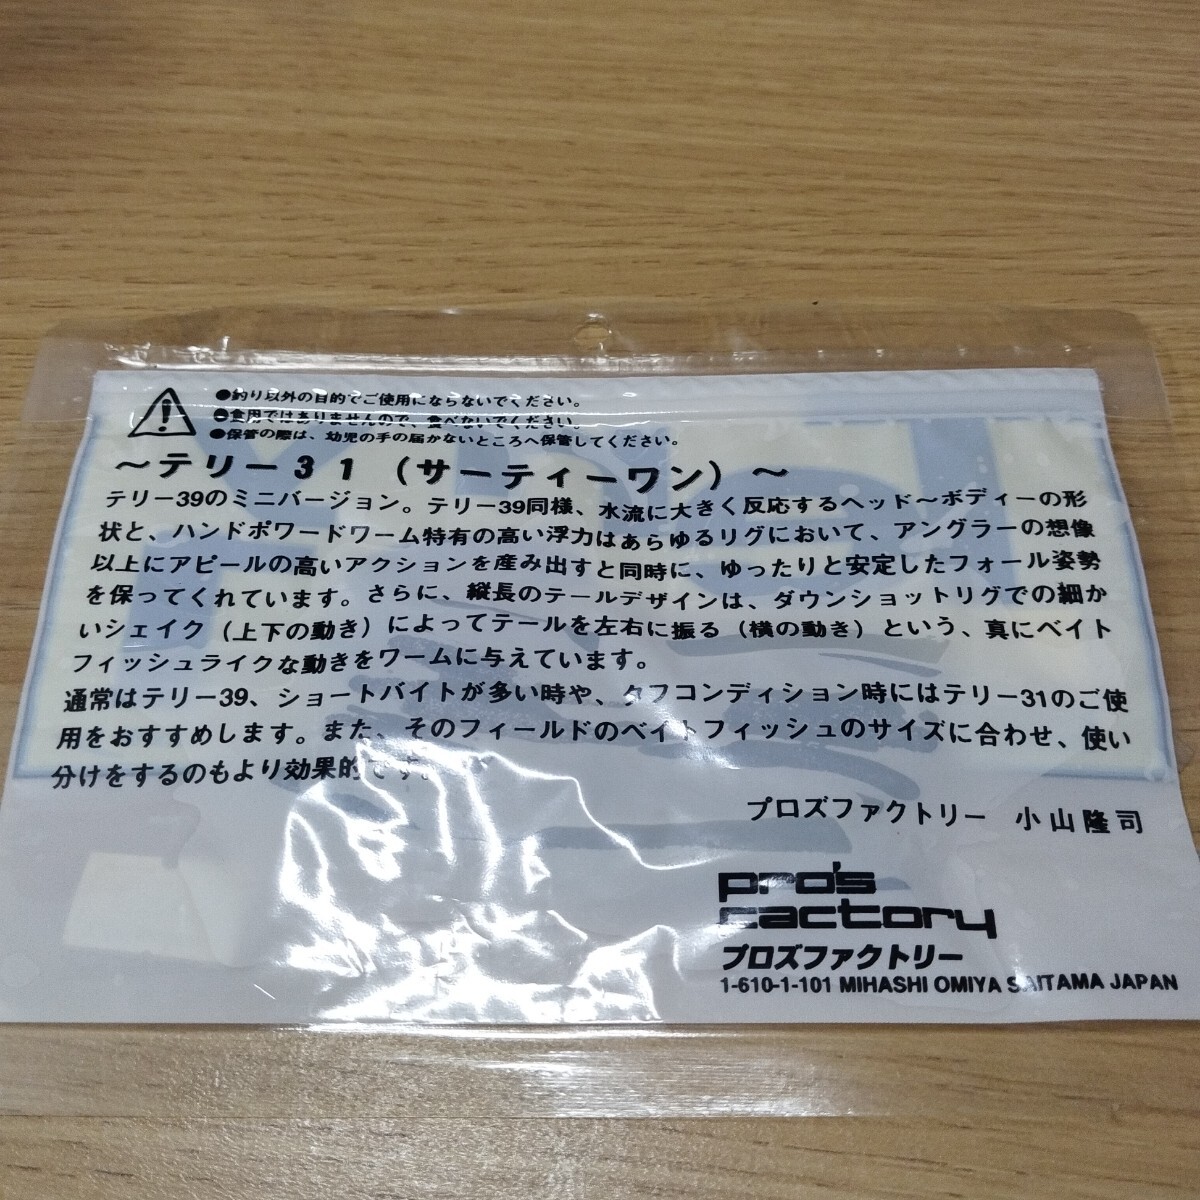 ●釣り以外の目的でご使用にならないでください。
●食用ではありませんので、食べないでください。
●保管の際は、幼児の手の届かないところへ保管してください。
～テリー３１（サーティーワン）～
テリー39のミニバージョン。テリー39同様、水流に大きく反応するヘッド～ボディーの形
状と、ハンドポワードワーム特有の高い浮力はあらゆるリグにおいて、アングラーの想像
以上にアピールの高いアクションを産み出すと同時に、ゆったりと安定したフォール姿勢
を保ってくれています。さらに、縦長のテールデザインは、ダウンショットリグでの細か
いシェイク（上下の動き）によってテールを左右に振る（横の動き）という、真にベイト
フィッシュライクな動きをワームに与えています。
通常はテリー39、ショートバイトが多い時や、タフコンディション時にはテリー31のご使
用をおすすめします。また、そのフィールドのベイトフィッシュのサイズに合わせ、使い
分けをするのもより効果的です。
プロズファクトリー 小山隆司
pro's
factory
プロズファクトリー
1-610-1-101 MIHASHI OMIYA SAITAMA JAPAN